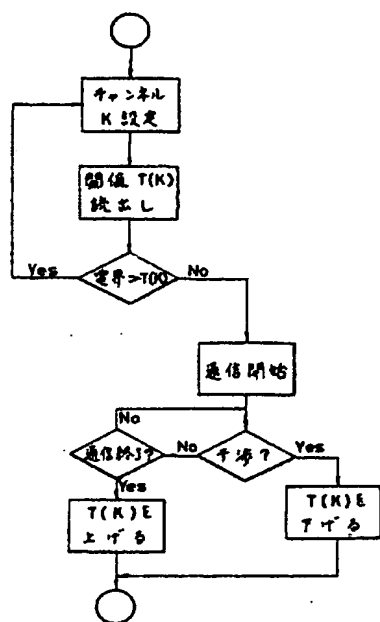 チャンネル
K 設定
閾値 T(K)
読出し
電界>T(K)
Yes
No
通信開始
No
通信終了?
No
干渉?
Yes
Yes
T(K)を
上げる
T(K)を
下げる